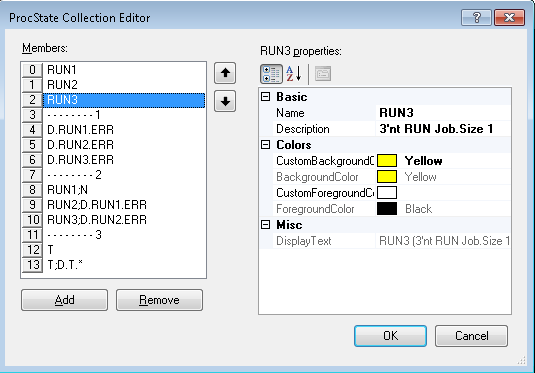 ProcState Collection Editor
Members:
0 RUN1
1 RUN2
2 RUN3
3 - - - - - - - - 1
4 D.RUN1.ERR
5 D.RUN2.ERR
6 D.RUN3.ERR
7 - - - - - - - - 2
8 RUN1;N
9 RUN2;D.RUN1.ERR
10 RUN3;D.RUN2.ERR
11 - - - - - - - - 3
12 T
13 T;D.T.*
Add Remove
RUN3 properties:
Basic
Name RUN3
Description 3'nt RUN Job.Size 1
Colors
CustomBackgroundC Yellow
BackgroundColor Yellow
CustomForegroundC
ForegroundColor Black
Misc
DisplayText RUN3 (3'nt RUN Job.Size 1
OK Cancel